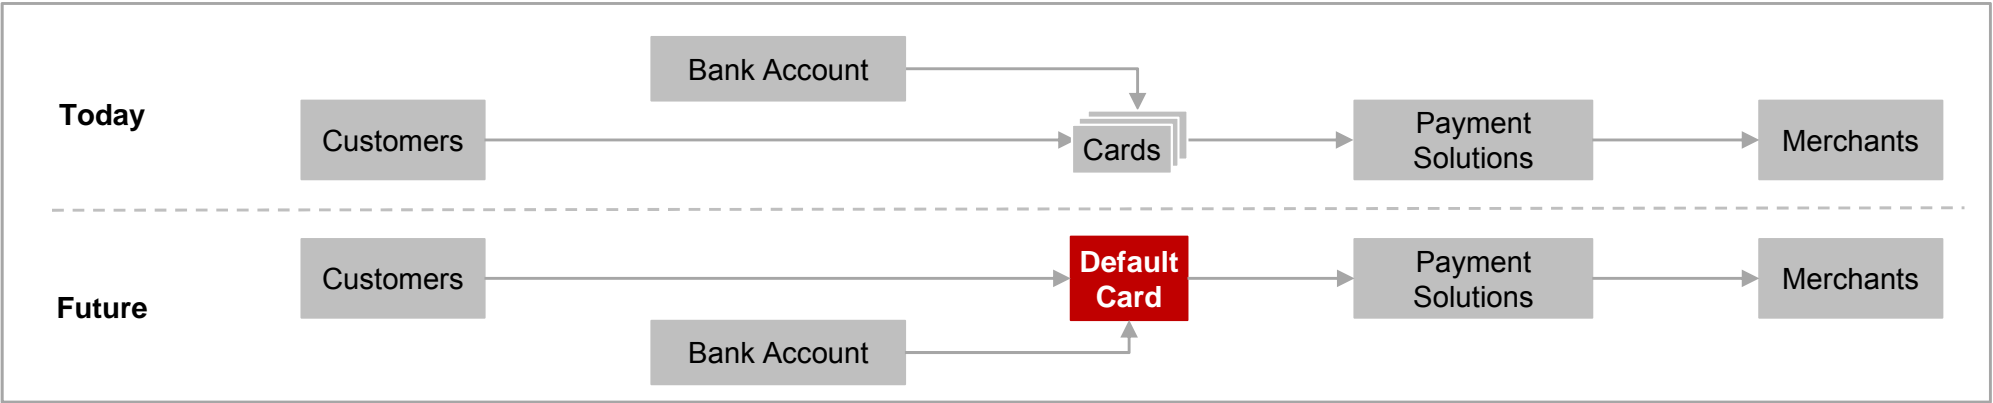 Bank Account
Today
Customers
Cards
Payment
Solutions
Merchants
Customers
Default
Card
Payment
Solutions
Merchants
Future
Bank Account